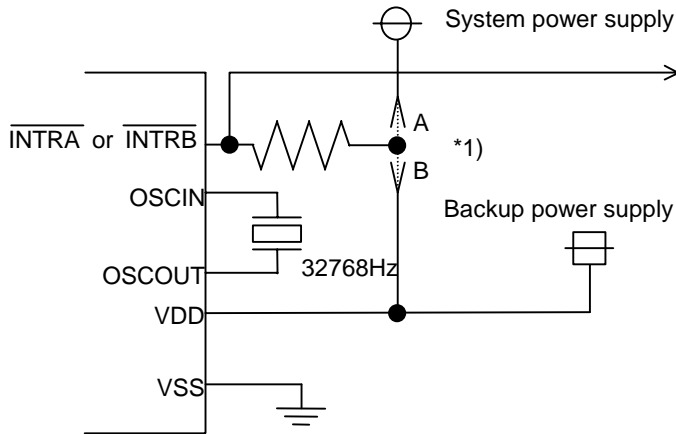 System power supply
A
INTRA or INTRB
*1)
B
OSCIN
Backup power supply
OSCOUT
32768Hz
VDD
VSS